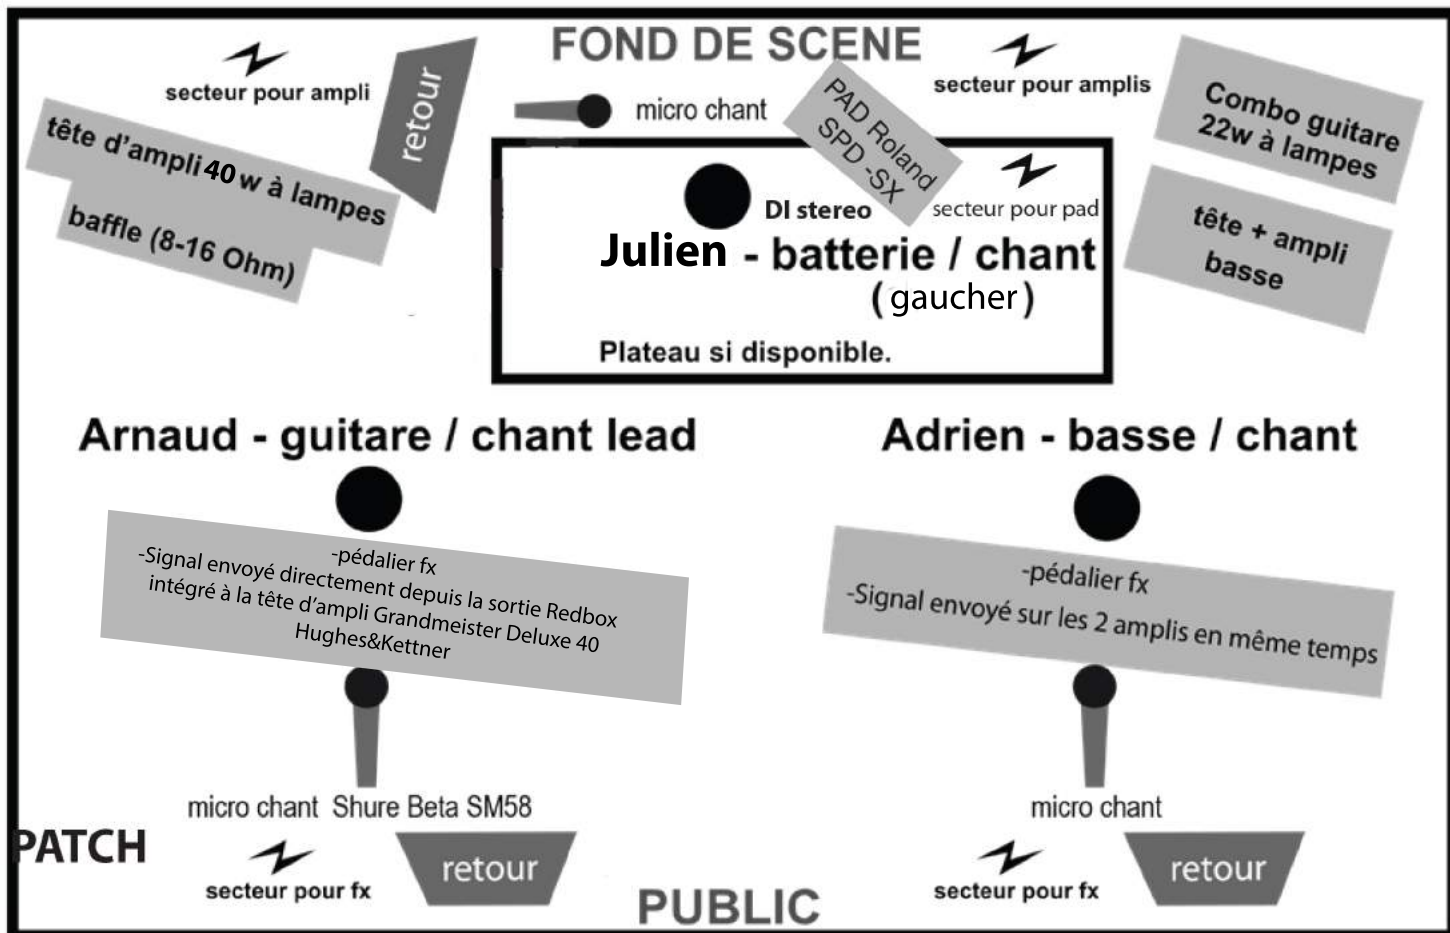 FOND DE SCENE
secteur pour ampli
retour
micro chant
PAD Roland
SPD -SX
secteur pour amplis
Combo guitare
22w à lampes
tête d’ampli 40 w à lampes
baffle (8-16 Ohm)
DI stereo
secteur pour pad
tête + ampli
basse
Julien - batterie / chant
( gaucher )
Plateau si disponible.
Arnaud - guitare / chant lead
Adrien - basse / chant
-pédalier fx
-Signal envoyé directement depuis la sortie Redbox
intégré à la tête d’ampli Grandmeister Deluxe 40
Hughes&Kettner
-pédalier fx
-Signal envoyé sur les 2 amplis en même temps
micro chant Shure Beta SM58
micro chant
PATCH
secteur pour fx
retour
secteur pour fx
retour
PUBLIC